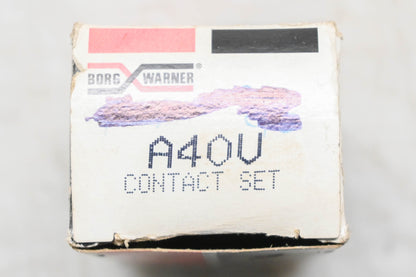 BORG WARNER®
A40V
CONTACT SET